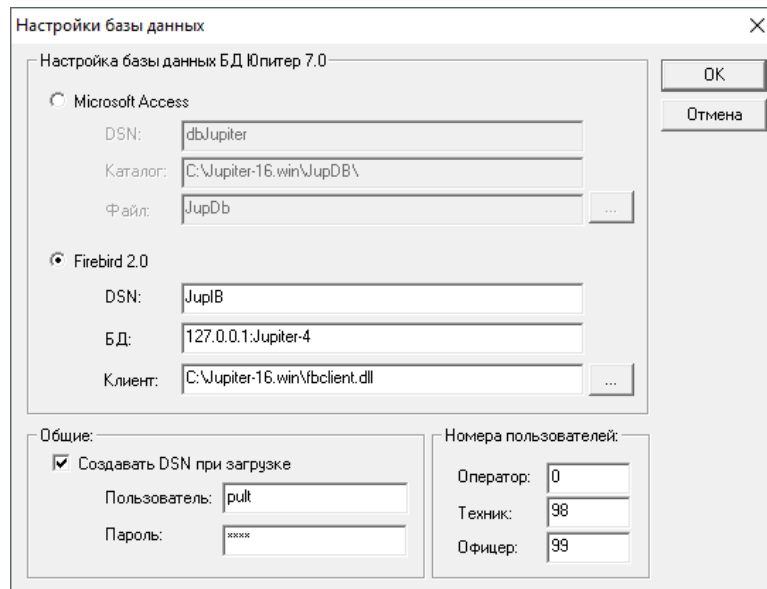 Настройки базы данных
Настройка базы данных БД Юпитер 7.0
OK
Microsoft Access
Отмена
DSN: dbJupiter
Каталог: C:\Jupiter-16.win\JupDB\
Файл: JupDb ...
Firebird 2.0
DSN: JupIB
БД: 127.0.0.1:Jupiter-4
Клиент: C:\Jupiter-16.win\fbclient.dll ...
Общие:
Создавать DSN при загрузке
Пользователь: pult
Пароль: ****
Номера пользователей:
Оператор: 0
Техник: 98
Офицер: 99